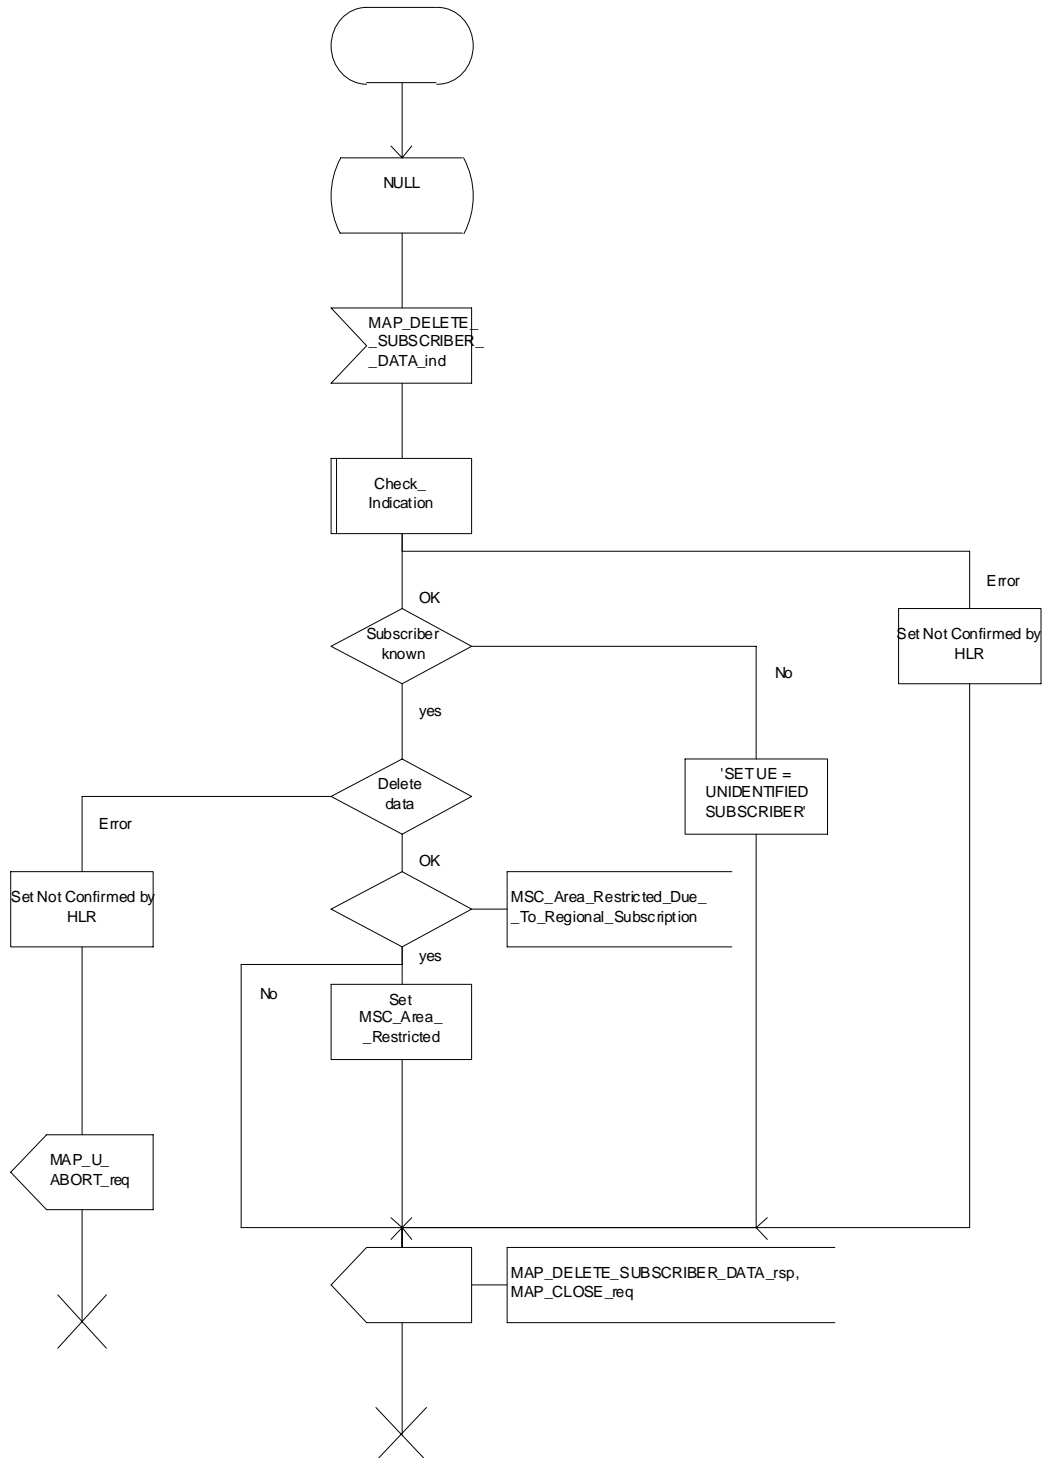 NULL
MAP_DELETE_
_SUBSCRIBER_
_DATA_ind
Check_
Indication
Error
OK
Subscriber
known
Set Not Confirmed by
HLR
No
yes
Delete
data
'SET UE =
UNIDENTIFIED
SUBSCRIBER'
Error
OK
Set Not Confirmed by
HLR
MSC_Area_Restricted_Due_
_To_Regional_Subscription
yes
No
Set
MSC_Area_
_Restricted
MAP_U_
ABORT_req
MAP_DELETE_SUBSCRIBER_DATA_rsp,
MAP_CLOSE_req